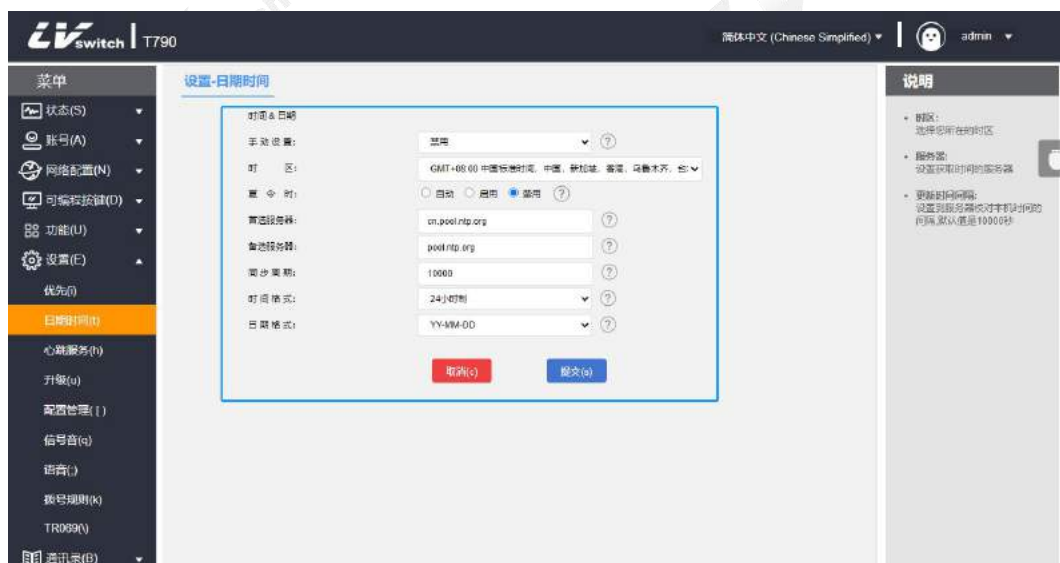 LVswitch | T790
简体中文 (Chinese Simplified)
admin
菜单
状态(S)
账号(A)
网络配置(N)
可编程按键(D)
功能(U)
设置(E)
优先(i)
日期时间(t)
心跳服务(h)
升级(u)
配置管理([)
信号音(q)
语音(;)
拨号规则(k)
TR069(\)
通讯录(B)
设置-日期时间
时间 & 日期
手动设置: 禁用
时 区: GMT+08:00 中国标准时间, 中国, 新加坡, 香港, 乌鲁木齐, 台
夏 令 时: 自动 启用 禁用
首选服务器: cn.pool.ntp.org
备选服务器: pool.ntp.org
同步周期: 10000
时间格式: 24小时制
日期格式: YY-MM-DD
取消(c) 提交(s)
说明
时区:
选择您所在的时区
服务器:
设置获取时间的服务器
更新时间间隔:
设置到服务器校对本机时间的
间隔,默认值是10000秒